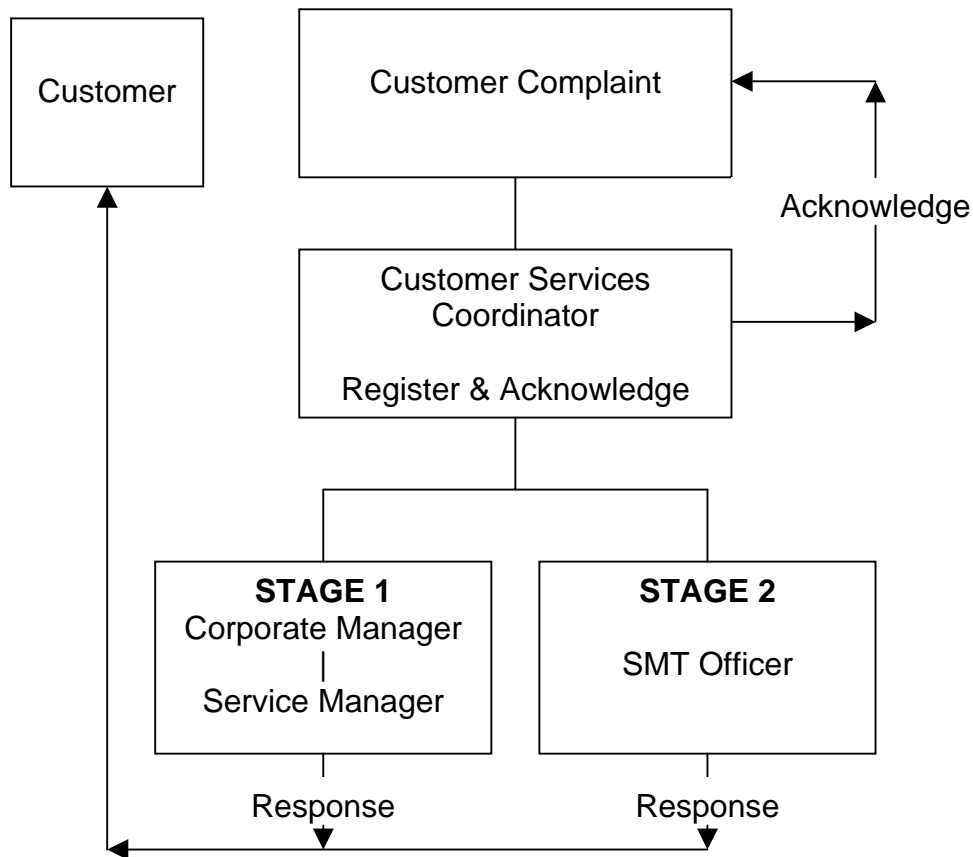 Customer
Customer Complaint
Acknowledge
Customer Services
Coordinator
Register & Acknowledge
STAGE 1
Corporate Manager
Service Manager
STAGE 2
SMT Officer
Response
Response